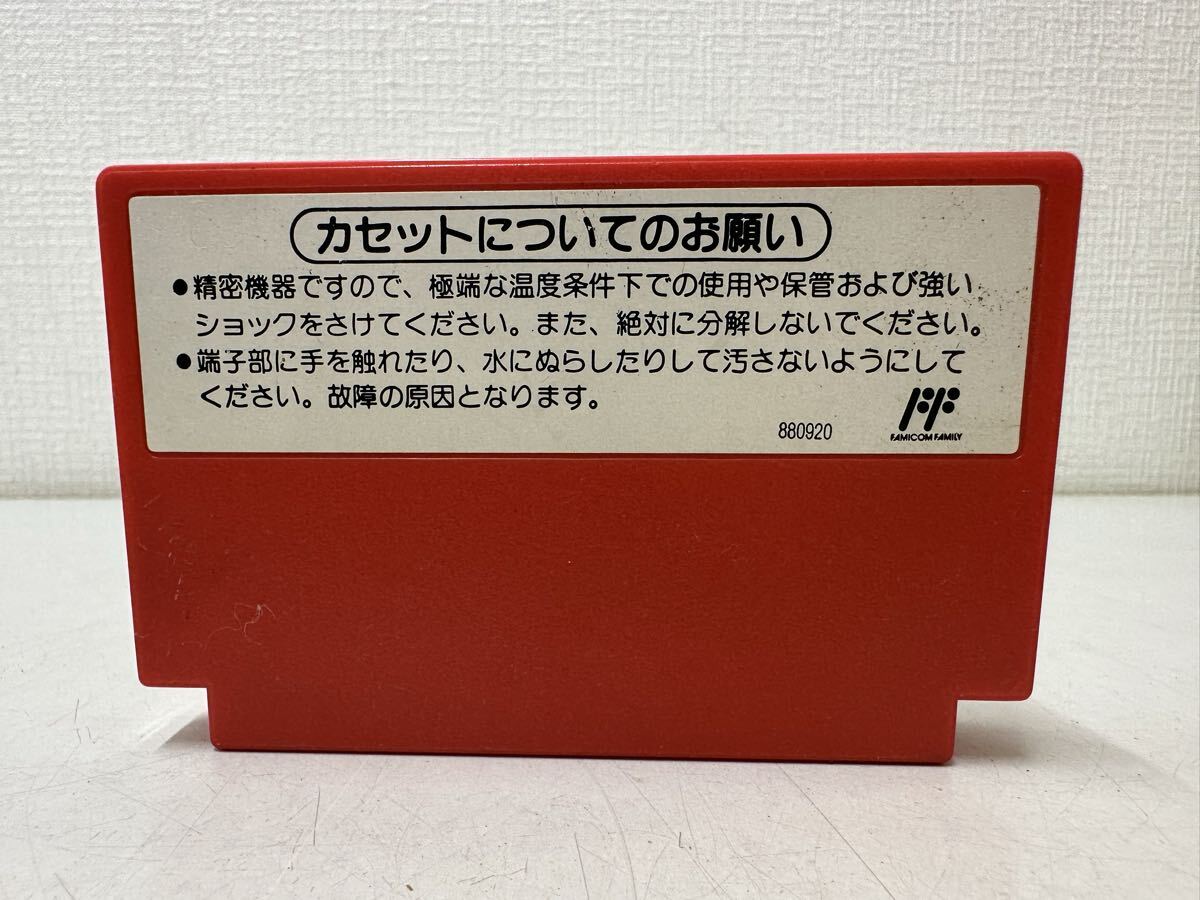 カセットについてのお願い
●精密機器ですので、極端な温度条件下での使用や保管および強い
ショックをさけてください。また、絶対に分解しないでください。
●端子部に手を触れたり、水にぬらしたりして汚さないようにして
ください。故障の原因となります。
880920
FF
FAMICOM FAMILY